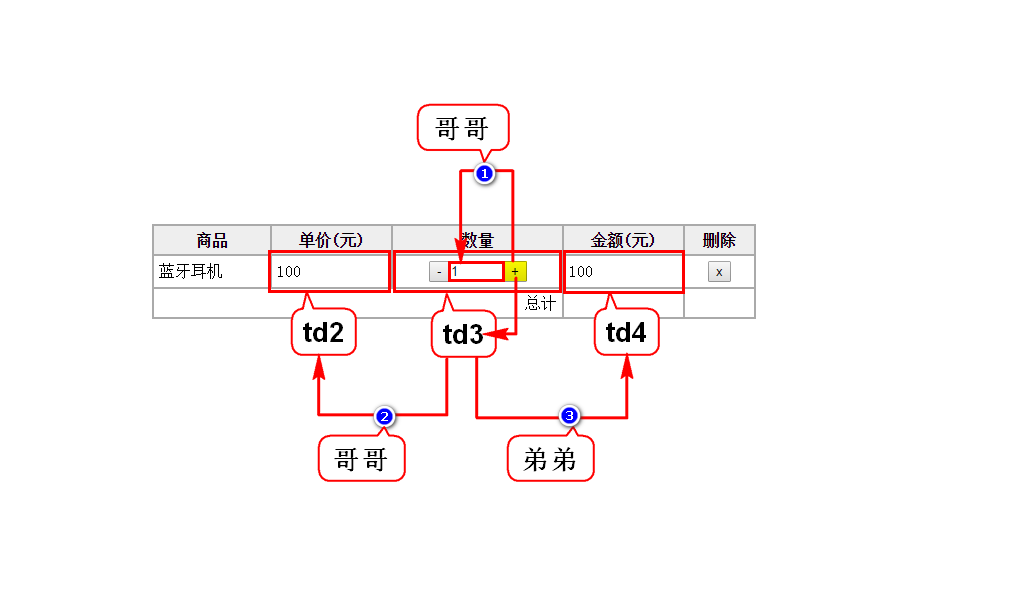 哥哥
1
商品 单价(元) 数量 金额(元) 删除
蓝牙耳机 100 - 1 + 100 x
总计
td2 td3 td4
2 3
哥哥 弟弟